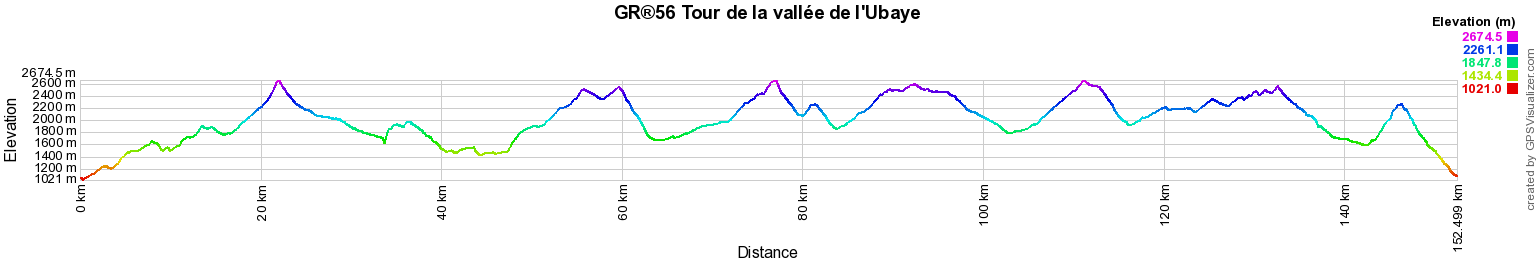 GR®56 Tour de la vallée de l'Ubaye
Elevation (m)
2674.5
2261.1
1847.8
1434.4
1021.0
2674.5 m
2600 m
2400 m
2200 m
2000 m
1800 m
1600 m
1400 m
1200 m
1021 m
Elevation
0 km
20 km
40 km
60 km
80 km
100 km
120 km
140 km
152.499 km
Distance
created by GPSVisualizer.com